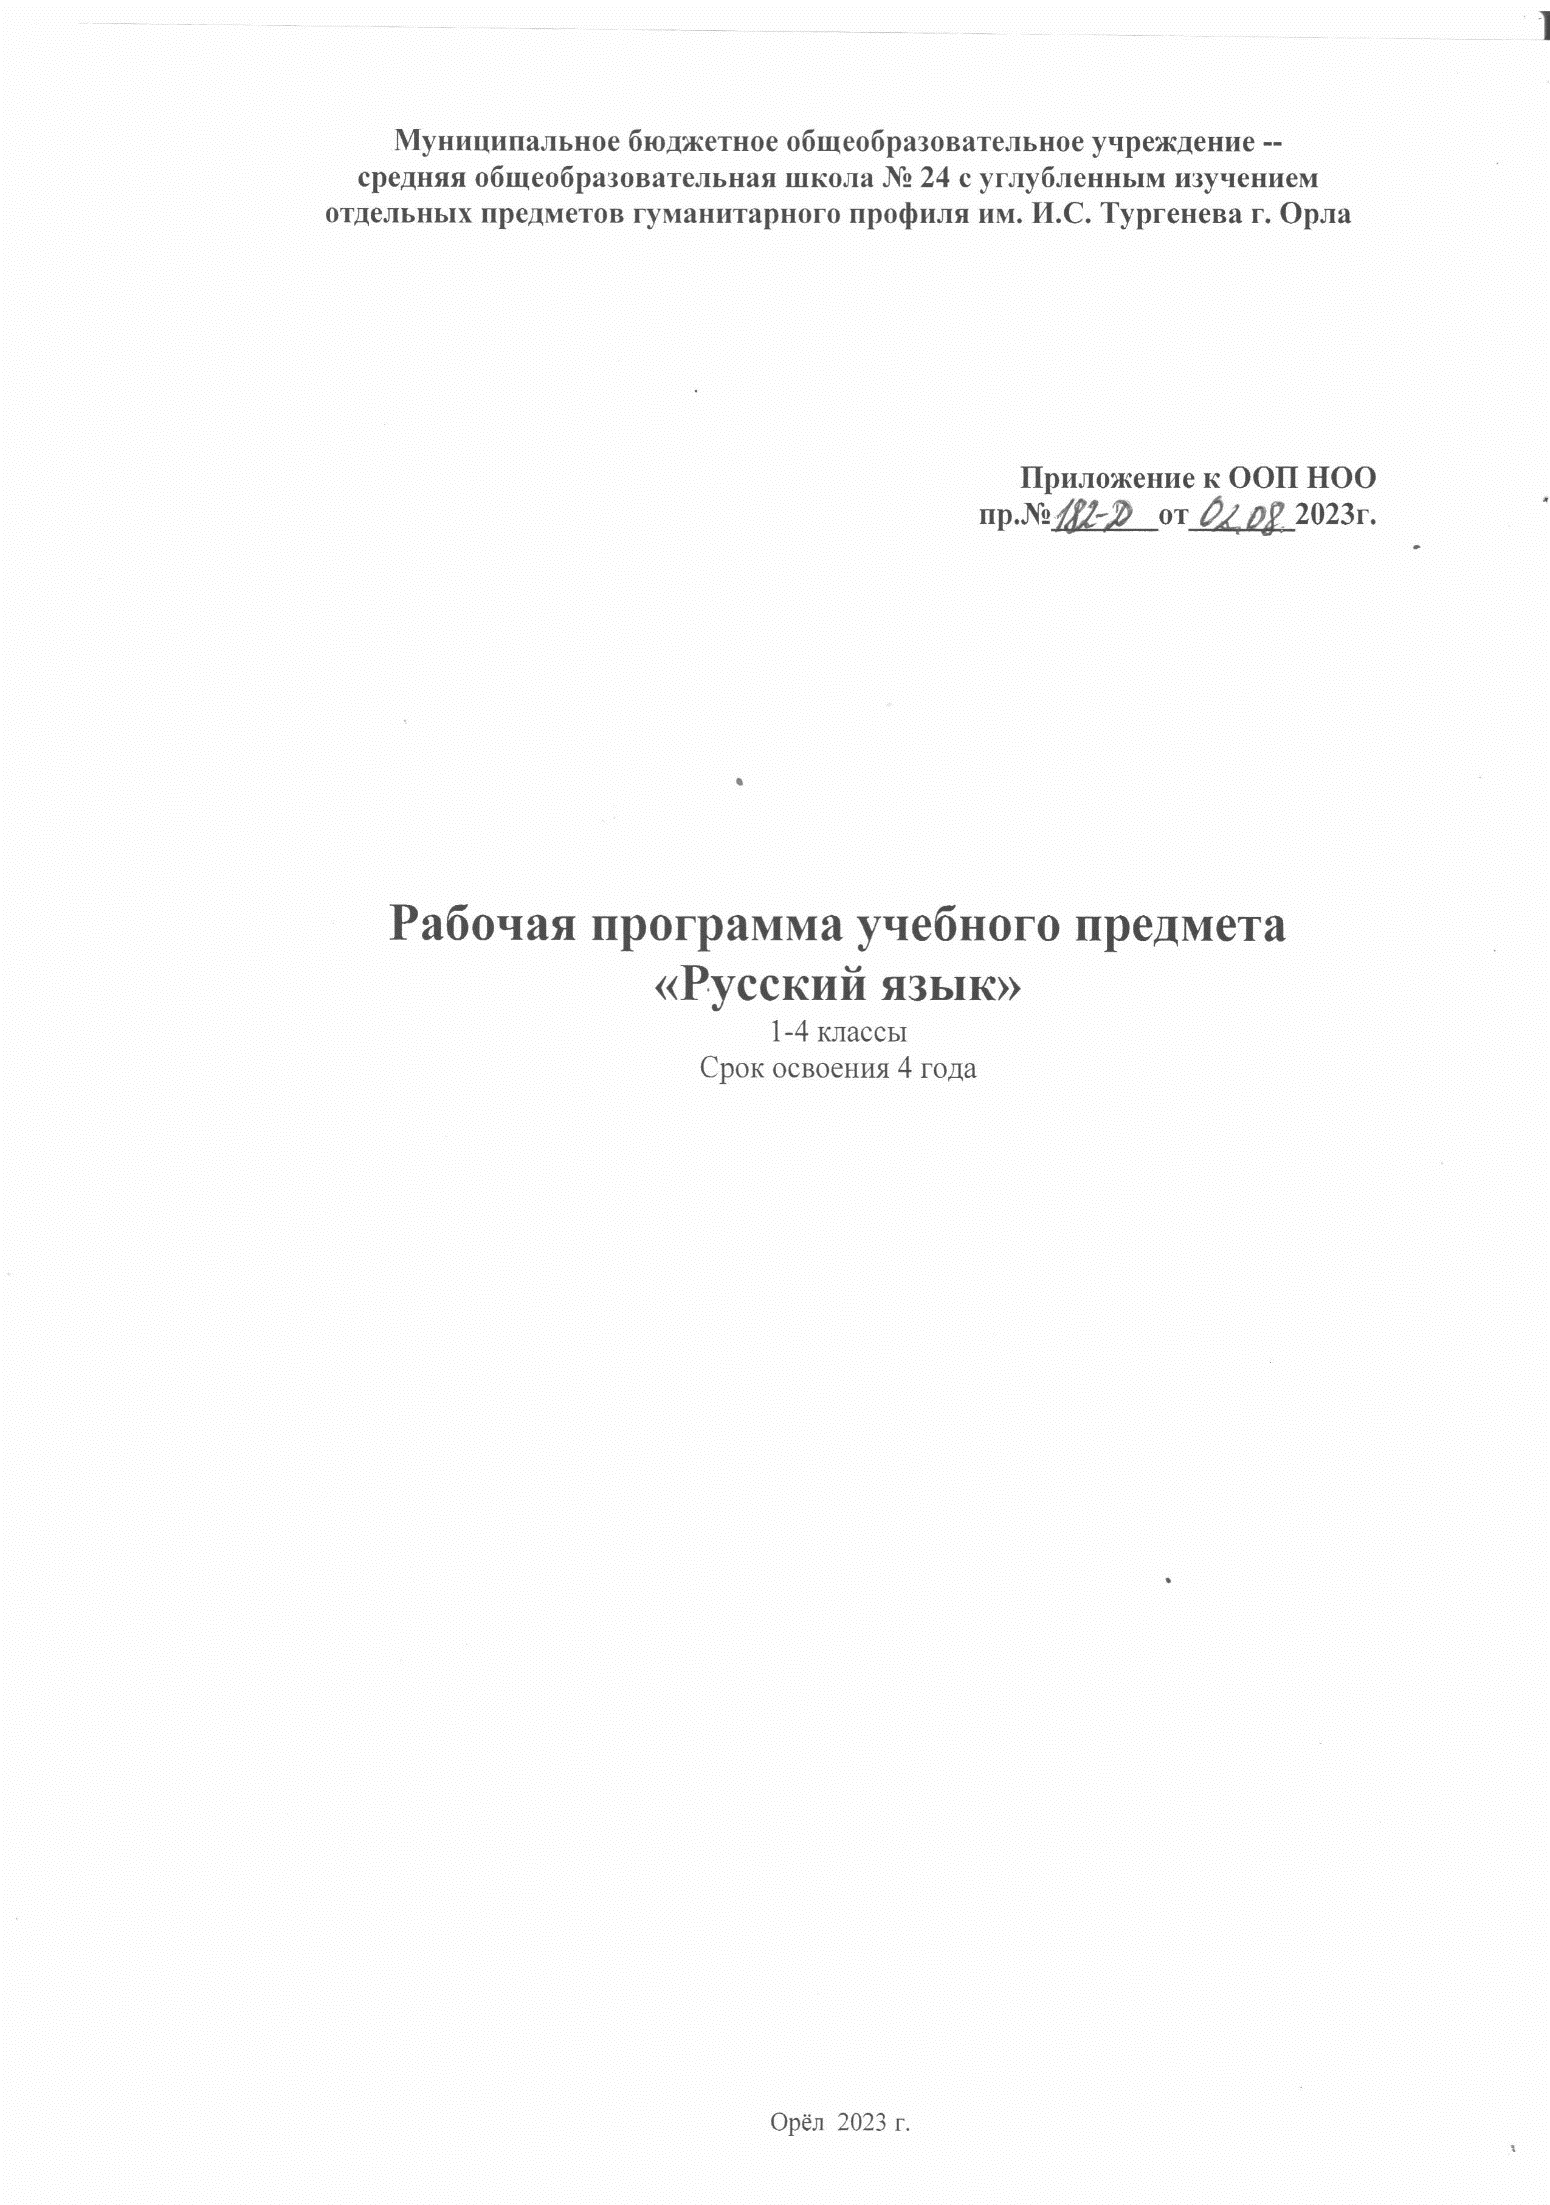 Муниципальное бюджетное общеобразовательное учреждение --
средняя общеобразовательная школа № 24 с углубленным изучением
отдельных предметов гуманитарного профиля им. И.С. Тургенева г. Орла
Приложение к ООП НОО
пр.№ 182-Д от 02.08. 2023г.
Рабочая программа учебного предмета
«Русский язык»
1-4 классы
Срок освоения 4 года
Орёл 2023 г.